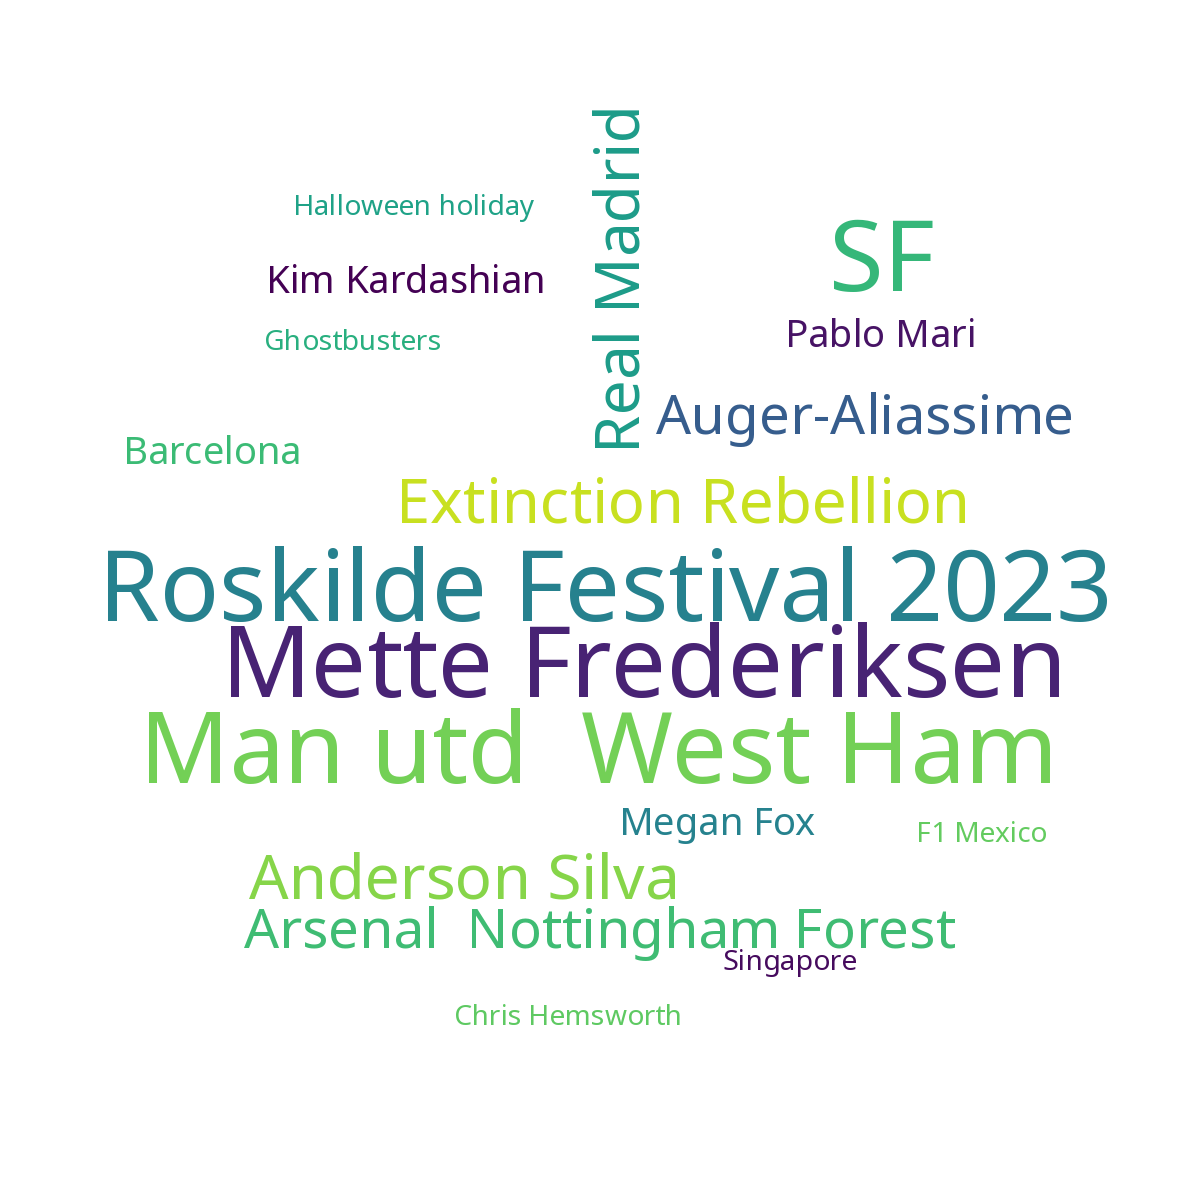 Real Madrid
Halloween holiday
SF
Kim Kardashian
Pablo Mari
Ghostbusters
Auger-Aliassime
Barcelona
Extinction Rebellion
Roskilde Festival 2023
Mette Frederiksen
Man utd  West Ham
Megan Fox
F1 Mexico
Anderson Silva
Arsenal  Nottingham Forest
Singapore
Chris Hemsworth